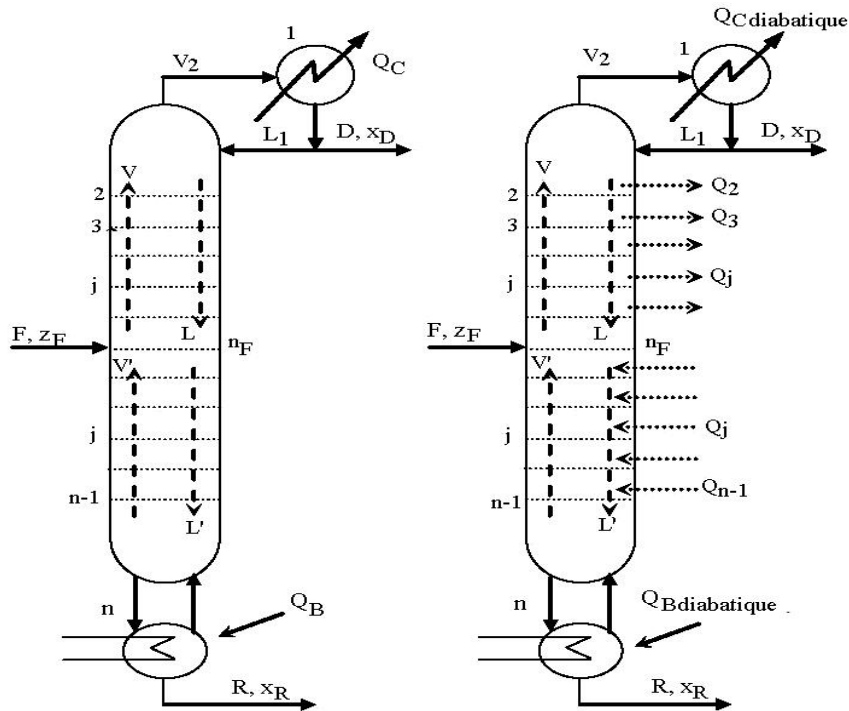 1
V2
QC
L1
D, xD
V
2
3
j
L
F, zF
nF
V'
j
n-1
L'
n
QB
R, xR
QCdiabatique
1
V2
L1
D, xD
V
2
Q2
3
Q3
j
Qj
L
F, zF
nF
V'
j
Qj
n-1
Qn-1
L'
n
QBdiabatique .
R, xR